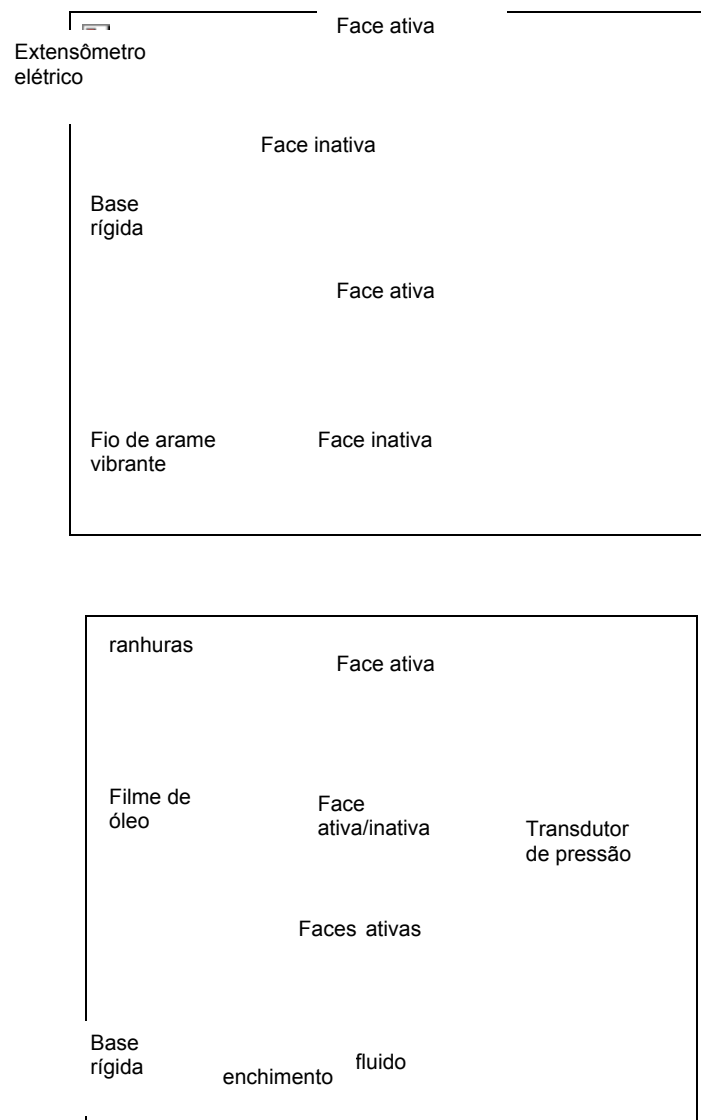 Face ativa
Extensômetro
elétrico
Face inativa
Base
rígida
Face ativa
Fio de arame
vibrante
Face inativa
ranhuras
Face ativa
Filme de
óleo
Face
ativa/inativa
Transdutor
de pressão
Faces ativas
Base
rígida
enchimento
fluido